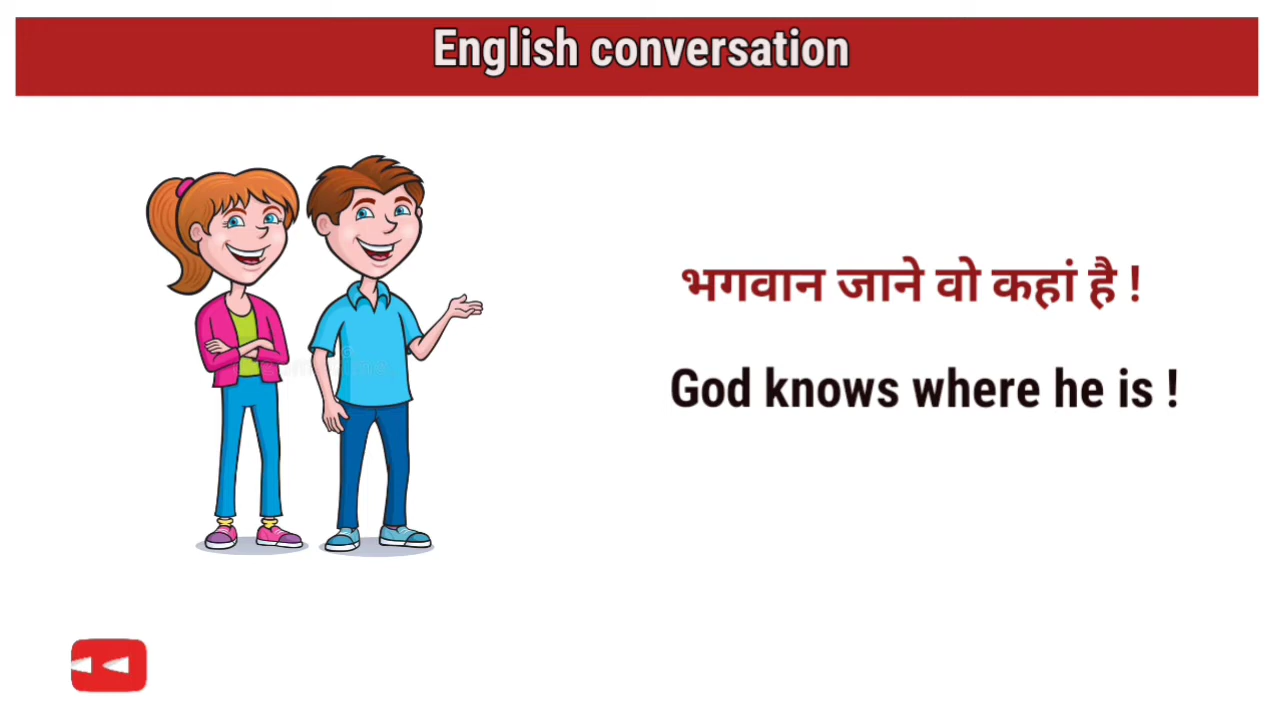 English conversation
भगवान जाने वो कहां है !
God knows where he is !